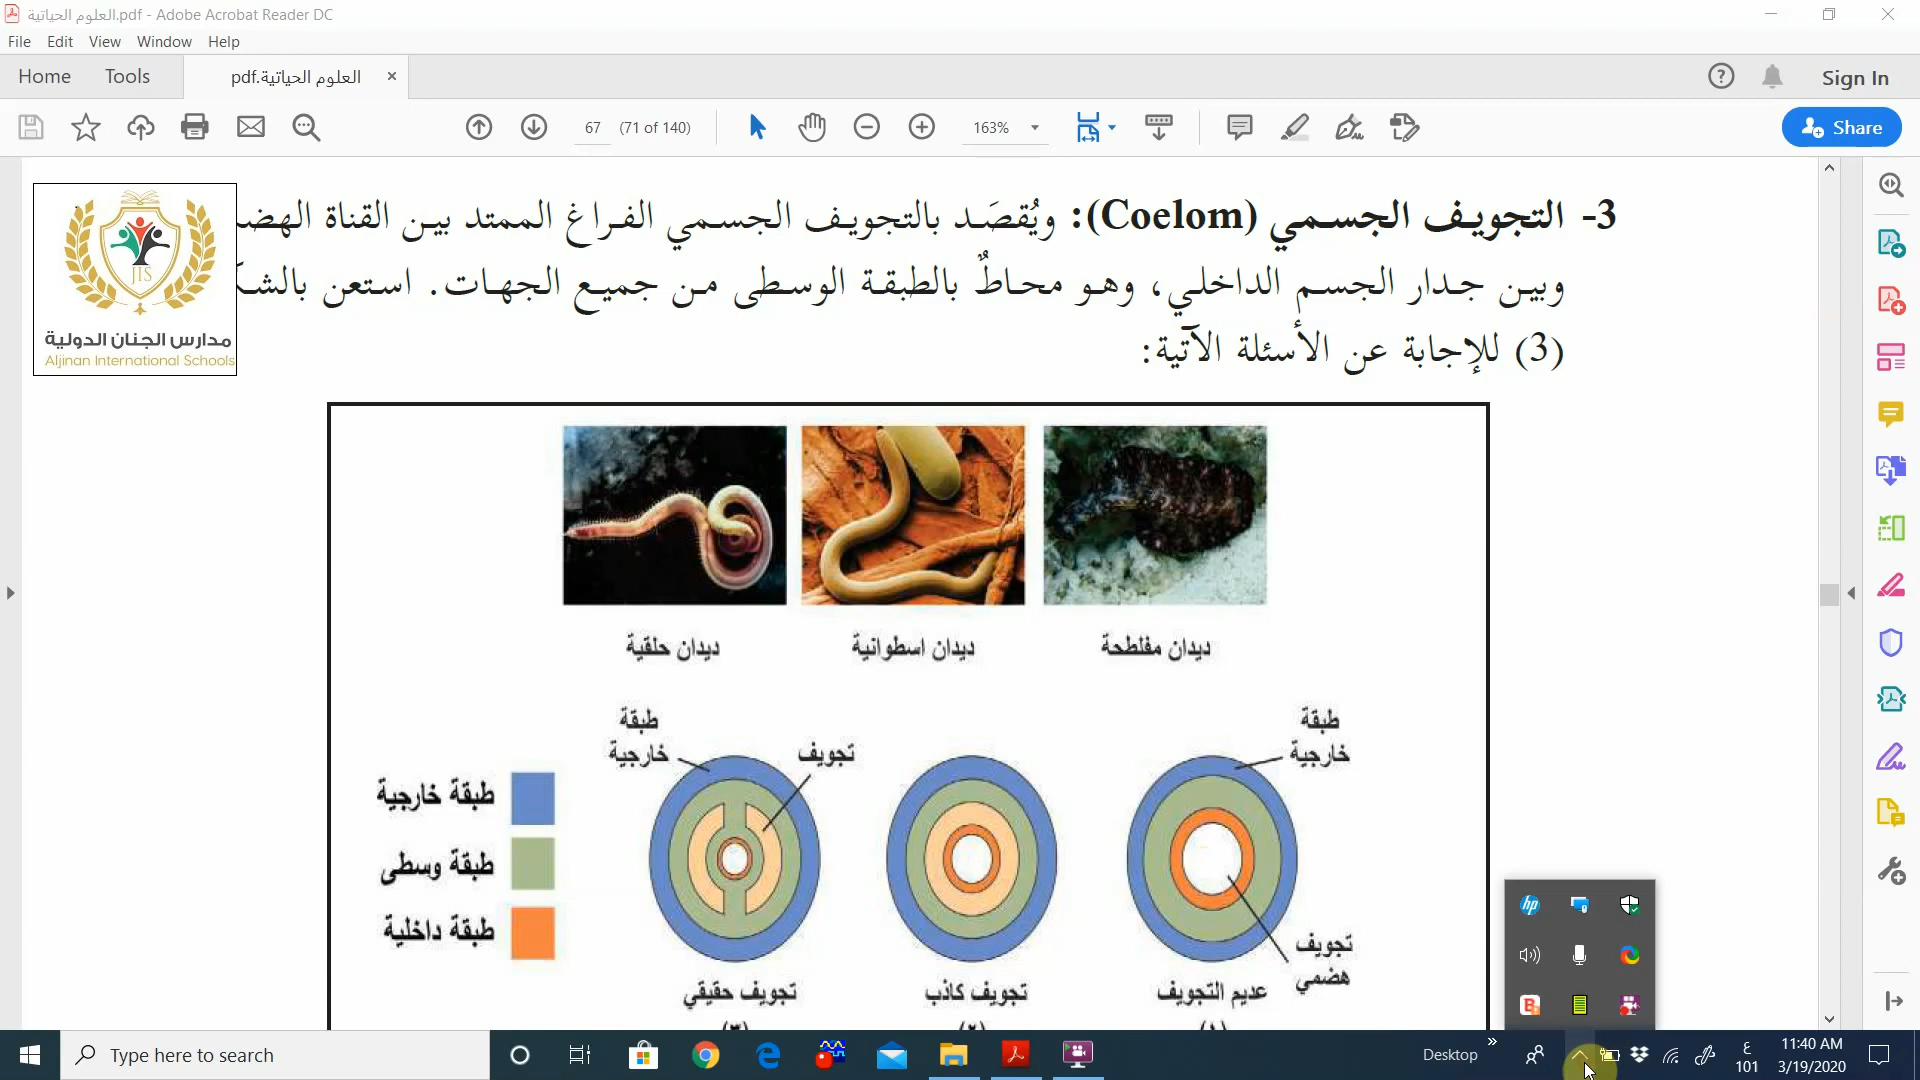 العلوم الحياتية.pdf - Adobe Acrobat Reader DC
File Edit View Window Help
Home Tools العلوم الحياتية.pdf × Sign In
67 (71 of 140) 163% Share
3- التجويف الجسمي (Coelom): ويُقصَد بالتجويف الجسمي الفراغ الممتد بين القناة
وبين جدار الجسم الداخلي، وهو محاطٌ بالطبقة الوسطى من جميع الجهات. استعن
(3) للإجابة عن الأسئلة الآتية:
JIS
مدارس الجنان الدولية
Aljinan International Schools
ديدان مفلطحة
ديدان اسطوانية
ديدان حلقية
طبقة خارجية
تجويف
طبقة خارجية
طبقة خارجية
طبقة وسطى
طبقة داخلية
تجويف هضمي
عديم التجويف
تجويف كاذب
تجويف حقيقي
Type here to search
Desktop
ع
101
11:40 AM
3/19/2020